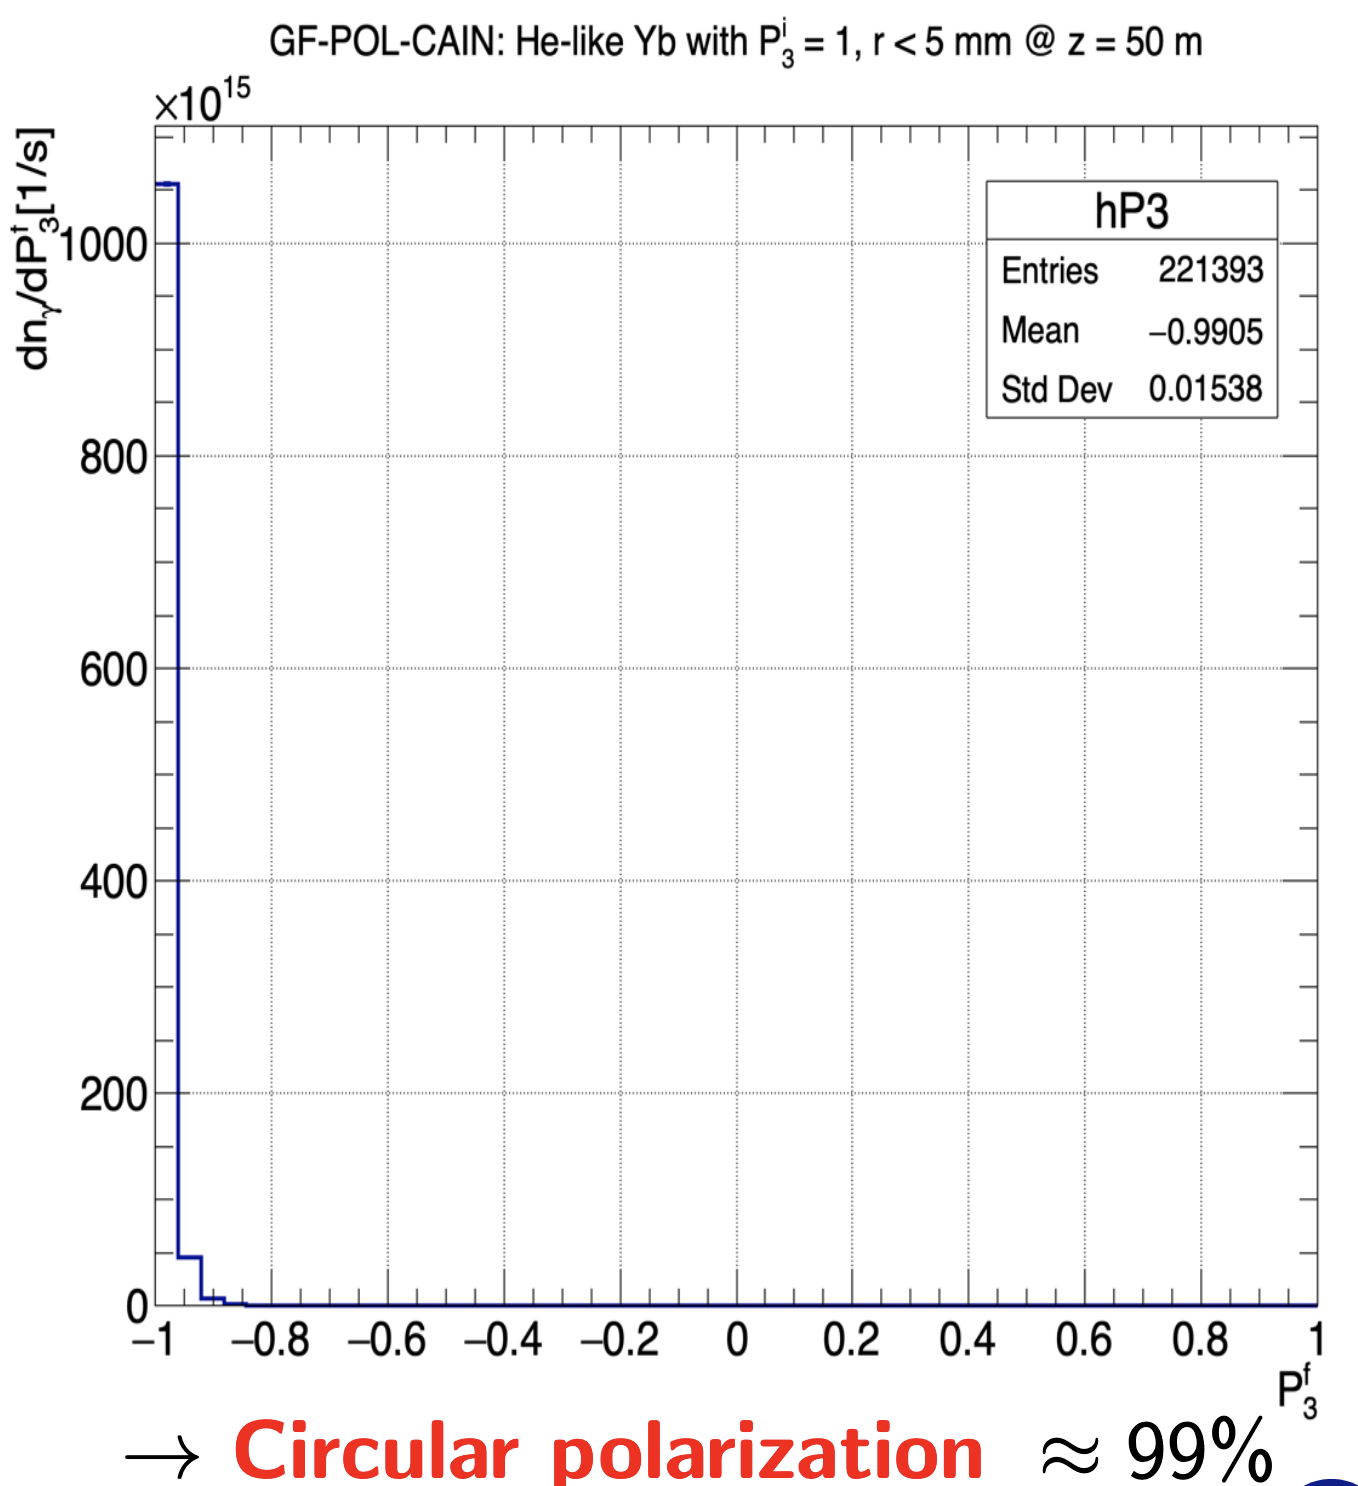 GF-POL-CAIN: He-like Yb with P₃ⁱ = 1, r < 5 mm @ z = 50 m
×10¹⁵
dnᵧ/dP₃ᶠ[1/s]
hP3
Entries 221393
Mean −0.9905
Std Dev 0.01538
1000
800
600
400
200
0
−1 −0.8 −0.6 −0.4 −0.2 0 0.2 0.4 0.6 0.8 1
P₃ᶠ
→ Circular polarization ≈ 99%